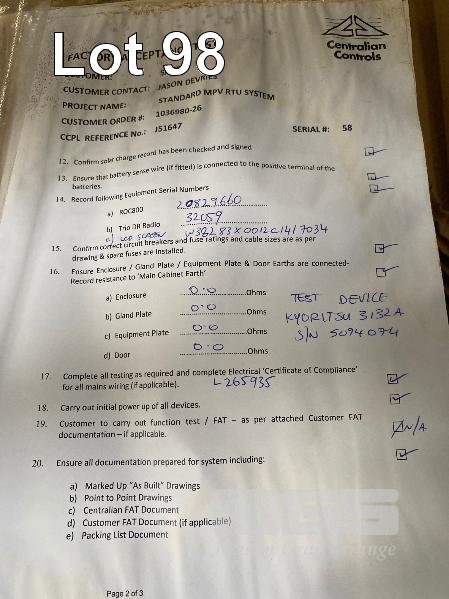 Lot 98
FACTORY ACCEPTANCE TEST
Centralian
Controls
CUSTOMER:
CUSTOMER CONTACT: JASON DEVRIES
PROJECT NAME: STANDARD MPV RTU SYSTEM
CUSTOMER ORDER #: 1036980-26
CCPL REFERENCE No.: J51647
SERIAL #: 58
12. Confirm solar charge record has been checked and signed
13. Ensure that battery sense wire (if fitted) is connected to the positive terminal of the
batteries.
14. Record following Equipment Serial Numbers
a) ROC800 20829660
b) Trio DR Radio 32059
c) LCD SCREEN W38283X0012C14/7034
15. Confirm correct circuit breakers and fuse ratings and cable sizes are as per
drawing & spare fuses are installed.
16. Ensure Enclosure / Gland Plate / Equipment Plate & Door Earths are connected-
Record resistance to 'Main Cabinet Earth'
a) Enclosure 0.0 Ohms
b) Gland Plate 0.0 Ohms
c) Equipment Plate 0.0 Ohms
d) Door 0.0 Ohms
TEST DEVICE
KYORITSU 3132A
S/N 5094074
17. Complete all testing as required and complete Electrical 'Certificate of Compliance'
for all mains wiring (if applicable). L265935
18. Carry out initial power up of all devices.
19. Customer to carry out function test / FAT – as per attached Customer FAT
documentation – if applicable. N/A
20. Ensure all documentation prepared for system including:
a) Marked Up "As Built" Drawings
b) Point to Point Drawings
c) Centralian FAT Document
d) Customer FAT Document (if applicable)
e) Packing List Document
Page 2 of 3